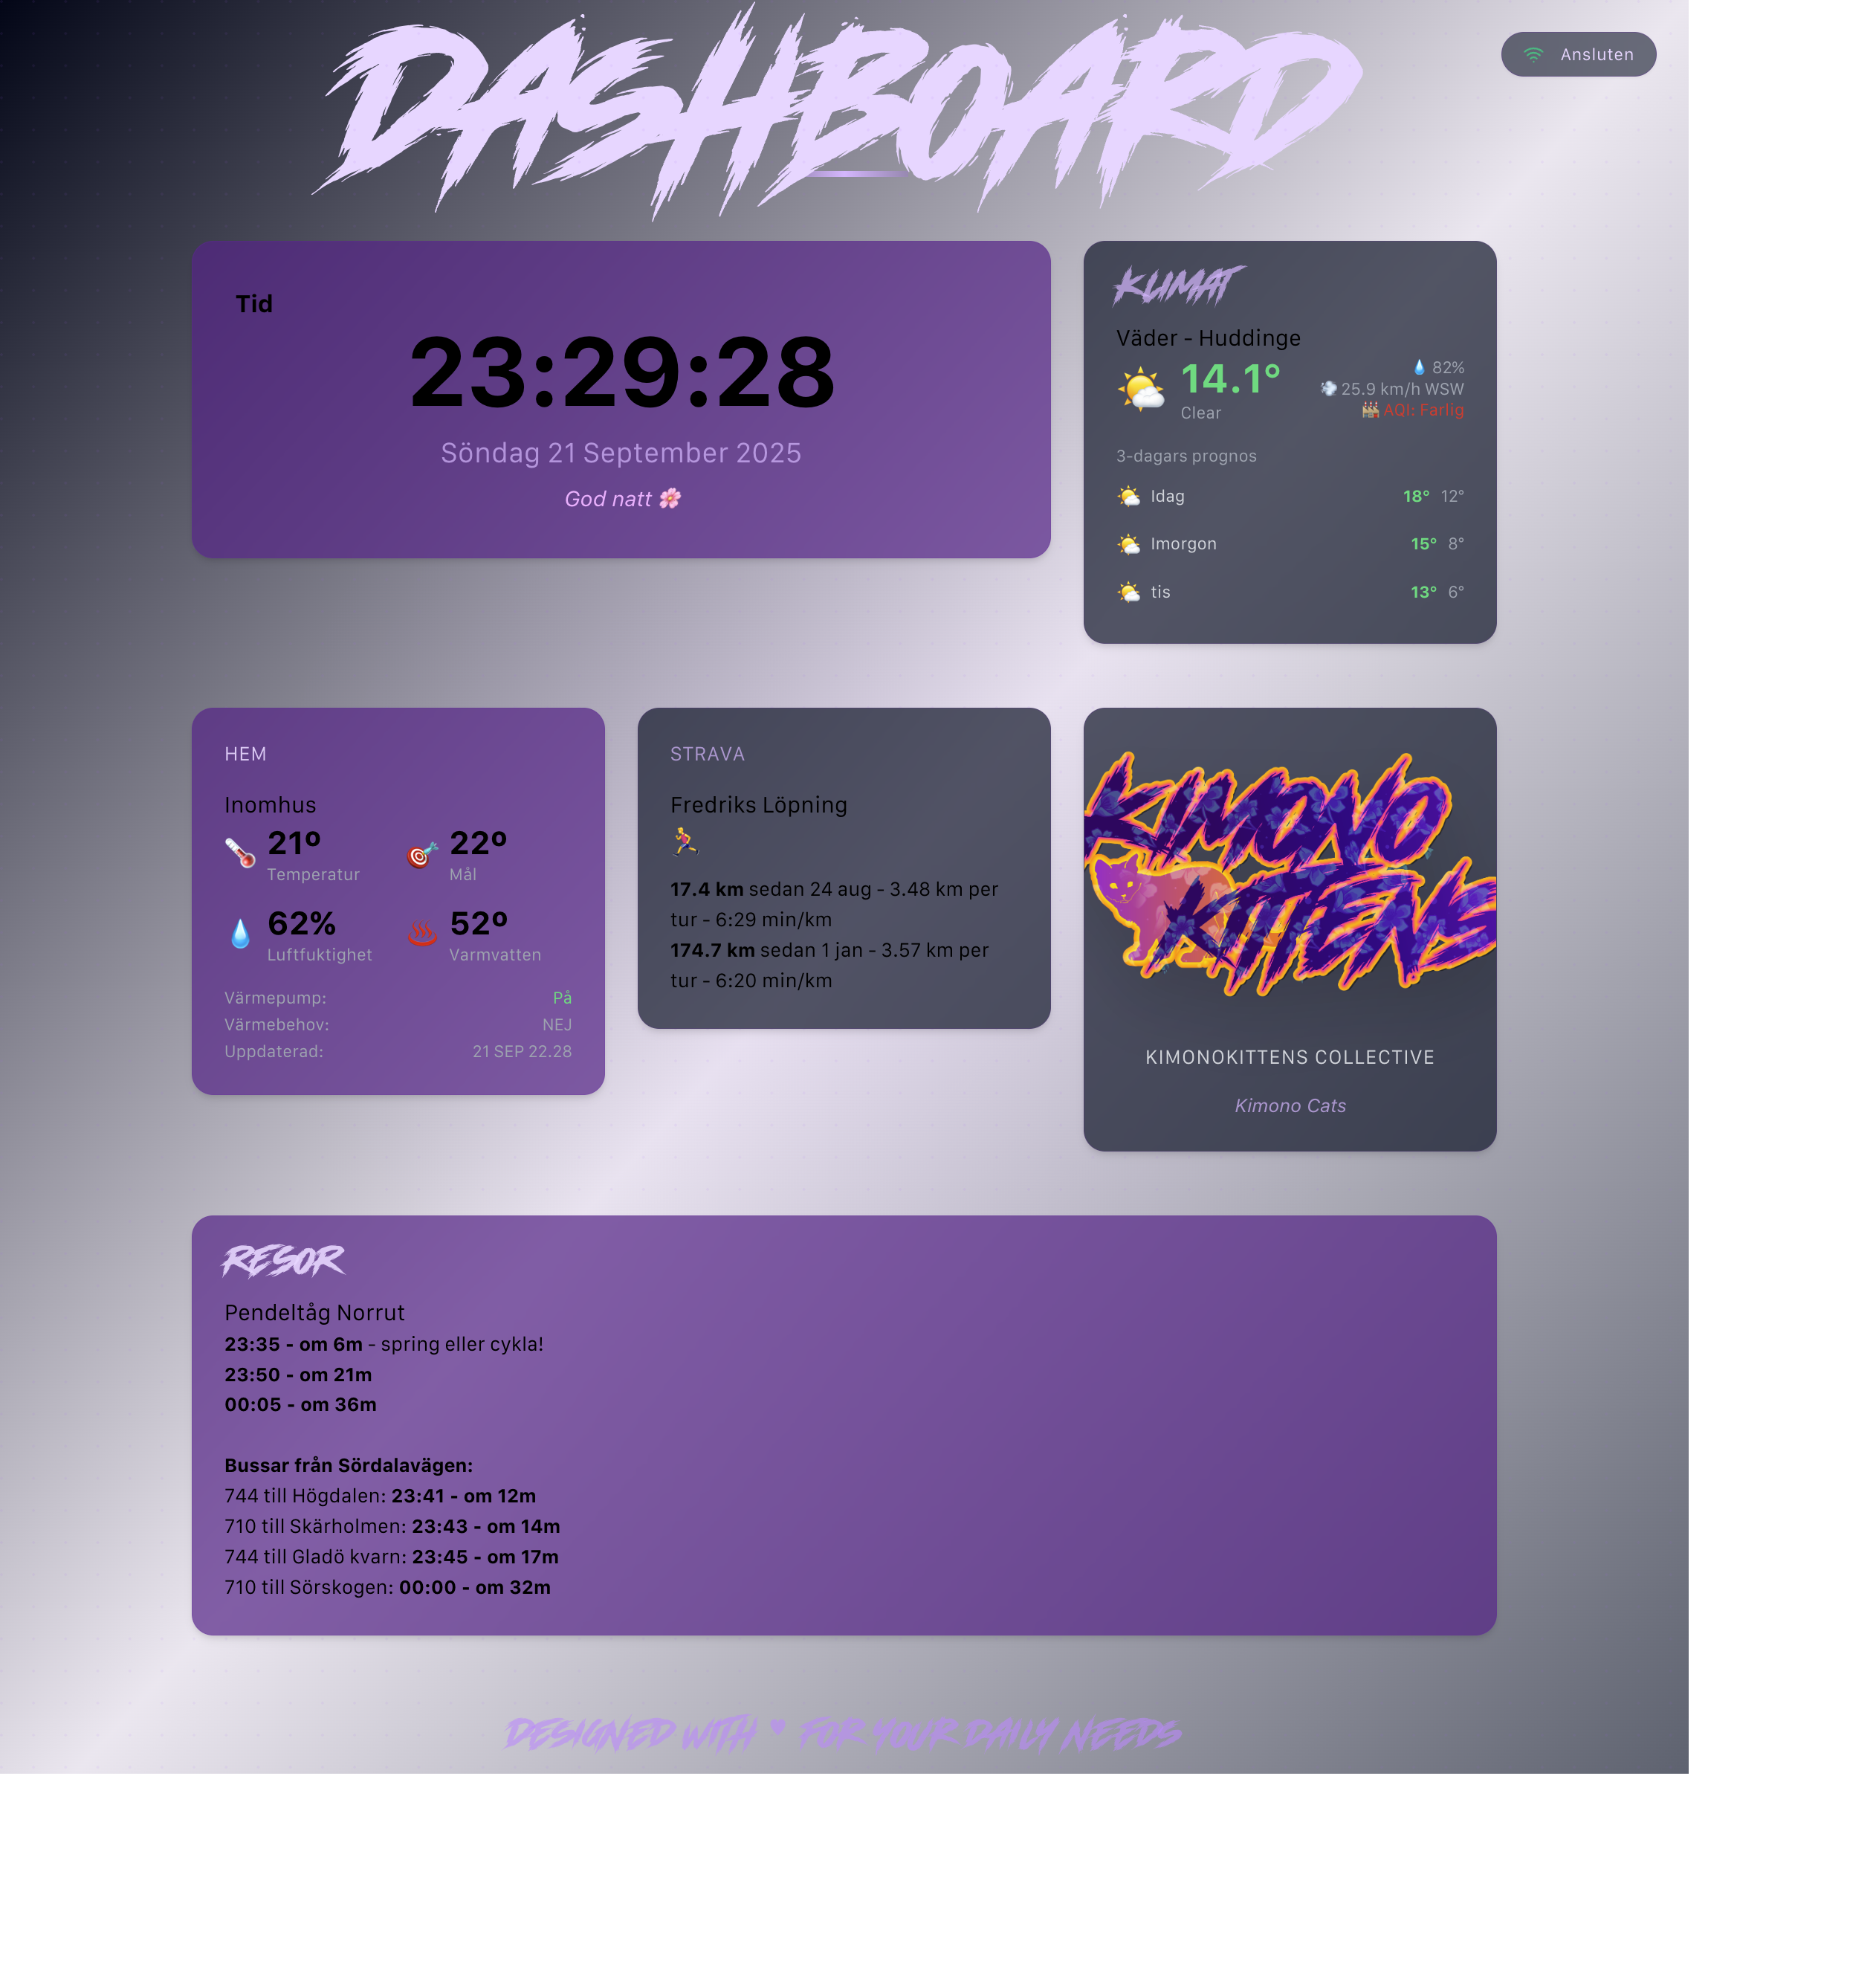 DASHBOARD
Ansluten
Tid
23:29:28
Söndag 21 September 2025
God natt 🌸
KLIMAT
Väder - Huddinge
14.1°
Clear
💧 82%
💨 25.9 km/h WSW
🏭 AQI: Farlig
3-dagars prognos
Idag 18° 12°
Imorgon 15° 8°
tis 13° 6°
HEM
Inomhus
21º
Temperatur
22º
Mål
62%
Luftfuktighet
52º
Varmvatten
Värmepump: På
Värmebehov: NEJ
Uppdaterad: 21 SEP 22.28
STRAVA
Fredriks Löpning
17.4 km sedan 24 aug - 3.48 km per
tur - 6:29 min/km
174.7 km sedan 1 jan - 3.57 km per
tur - 6:20 min/km
KIMONO
KITTENS
KIMONOKITTENS COLLECTIVE
Kimono Cats
RESOR
Pendeltåg Norrut
23:35 - om 6m - spring eller cykla!
23:50 - om 21m
00:05 - om 36m
Bussar från Sördalavägen:
744 till Högdalen: 23:41 - om 12m
710 till Skärholmen: 23:43 - om 14m
744 till Gladö kvarn: 23:45 - om 17m
710 till Sörskogen: 00:00 - om 32m
DESIGNED WITH ♥ FOR YOUR DAILY NEEDS